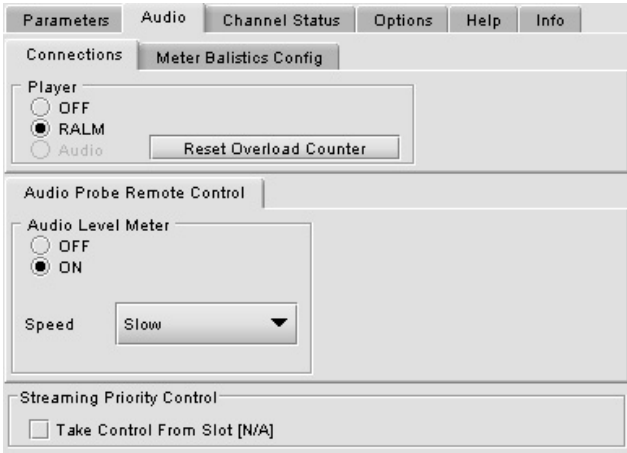 Parameters Audio Channel Status Options Help Info
Connections Meter Balistics Config
Player
OFF
RALM
Audio Reset Overload Counter
Audio Probe Remote Control
Audio Level Meter
OFF
ON
Speed Slow
Streaming Priority Control
Take Control From Slot [N/A]